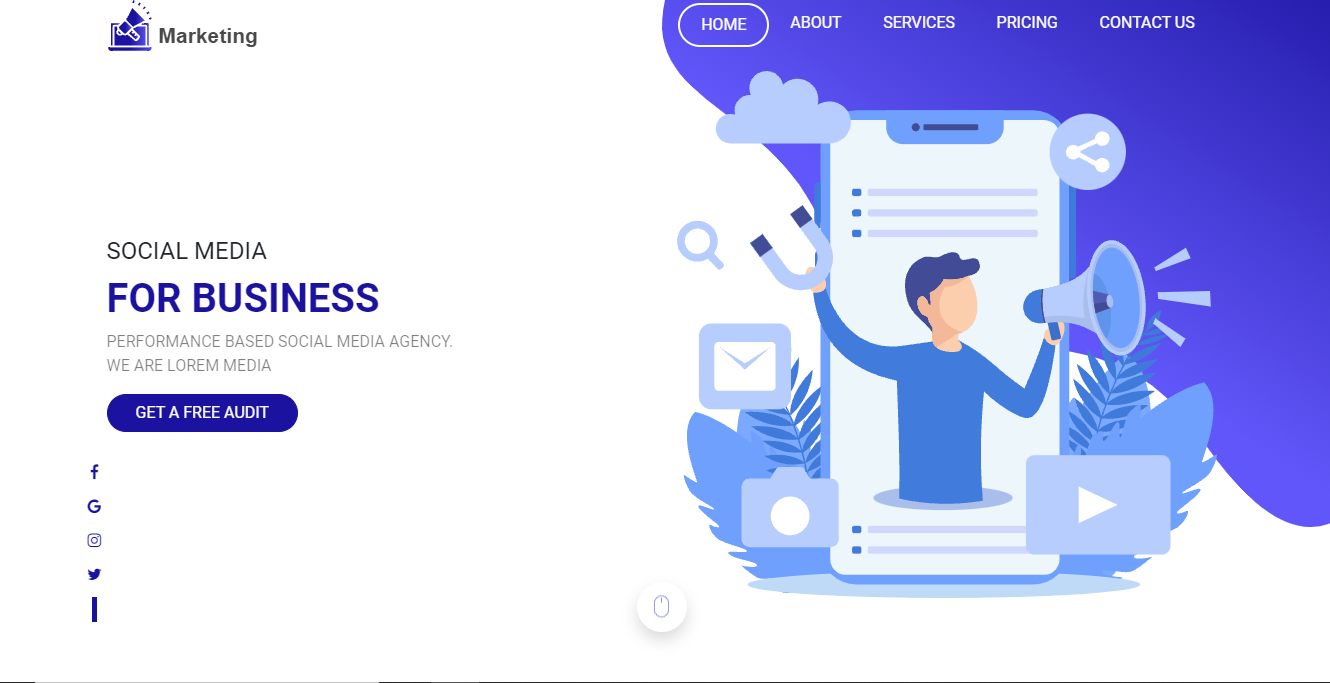 Marketing
HOME ABOUT SERVICES PRICING CONTACT US
SOCIAL MEDIA
FOR BUSINESS
PERFORMANCE BASED SOCIAL MEDIA AGENCY.
WE ARE LOREM MEDIA
GET A FREE AUDIT